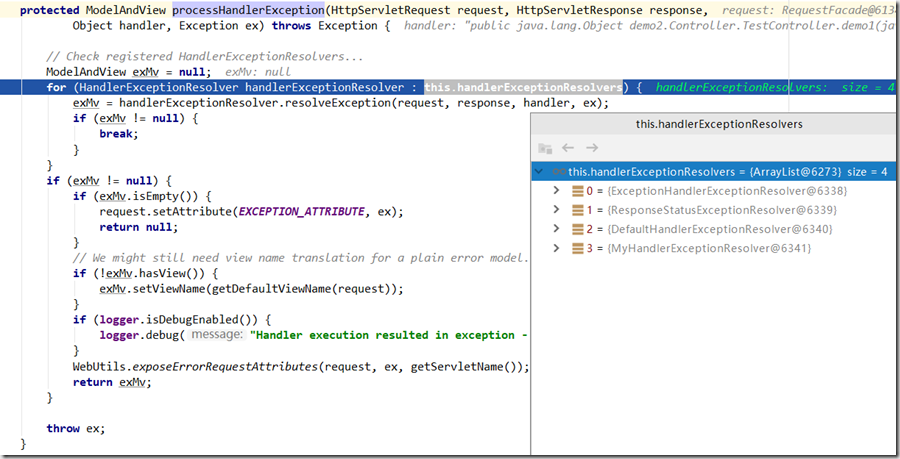 protected ModelAndView processHandlerException(HttpServletRequest request, HttpServletResponse response,   request: RequestFacade@613
        Object handler, Exception ex) throws Exception {   handler: "public java.lang.Object demo2.Controller.TestController.demo1(ja
    // Check registered HandlerExceptionResolvers...
    ModelAndView exMv = null;   exMv: null
    for (HandlerExceptionResolver handlerExceptionResolver : this.handlerExceptionResolvers) {   handlerExceptionResolvers:  size = 4
        exMv = handlerExceptionResolver.resolveException(request, response, handler, ex);
        if (exMv != null) {
            break;
        }
    }
    if (exMv != null) {
        if (exMv.isEmpty()) {
            request.setAttribute(EXCEPTION_ATTRIBUTE, ex);
            return null;
        }
        // We might still need view name translation for a plain error model.
        if (!exMv.hasView()) {
            exMv.setViewName(getDefaultViewName(request));
        }
        if (logger.isDebugEnabled()) {
            logger.debug( message: "Handler execution resulted in exception -
        }
        WebUtils.exposeErrorRequestAttributes(request, ex, getServletName());
        return exMv;
    }
    throw ex;
}
this.handlerExceptionResolvers
this.handlerExceptionResolvers = {ArrayList@6273}  size = 4
0 = {ExceptionHandlerExceptionResolver@6338}
1 = {ResponseStatusExceptionResolver@6339}
2 = {DefaultHandlerExceptionResolver@6340}
3 = {MyHandlerExceptionResolver@6341}